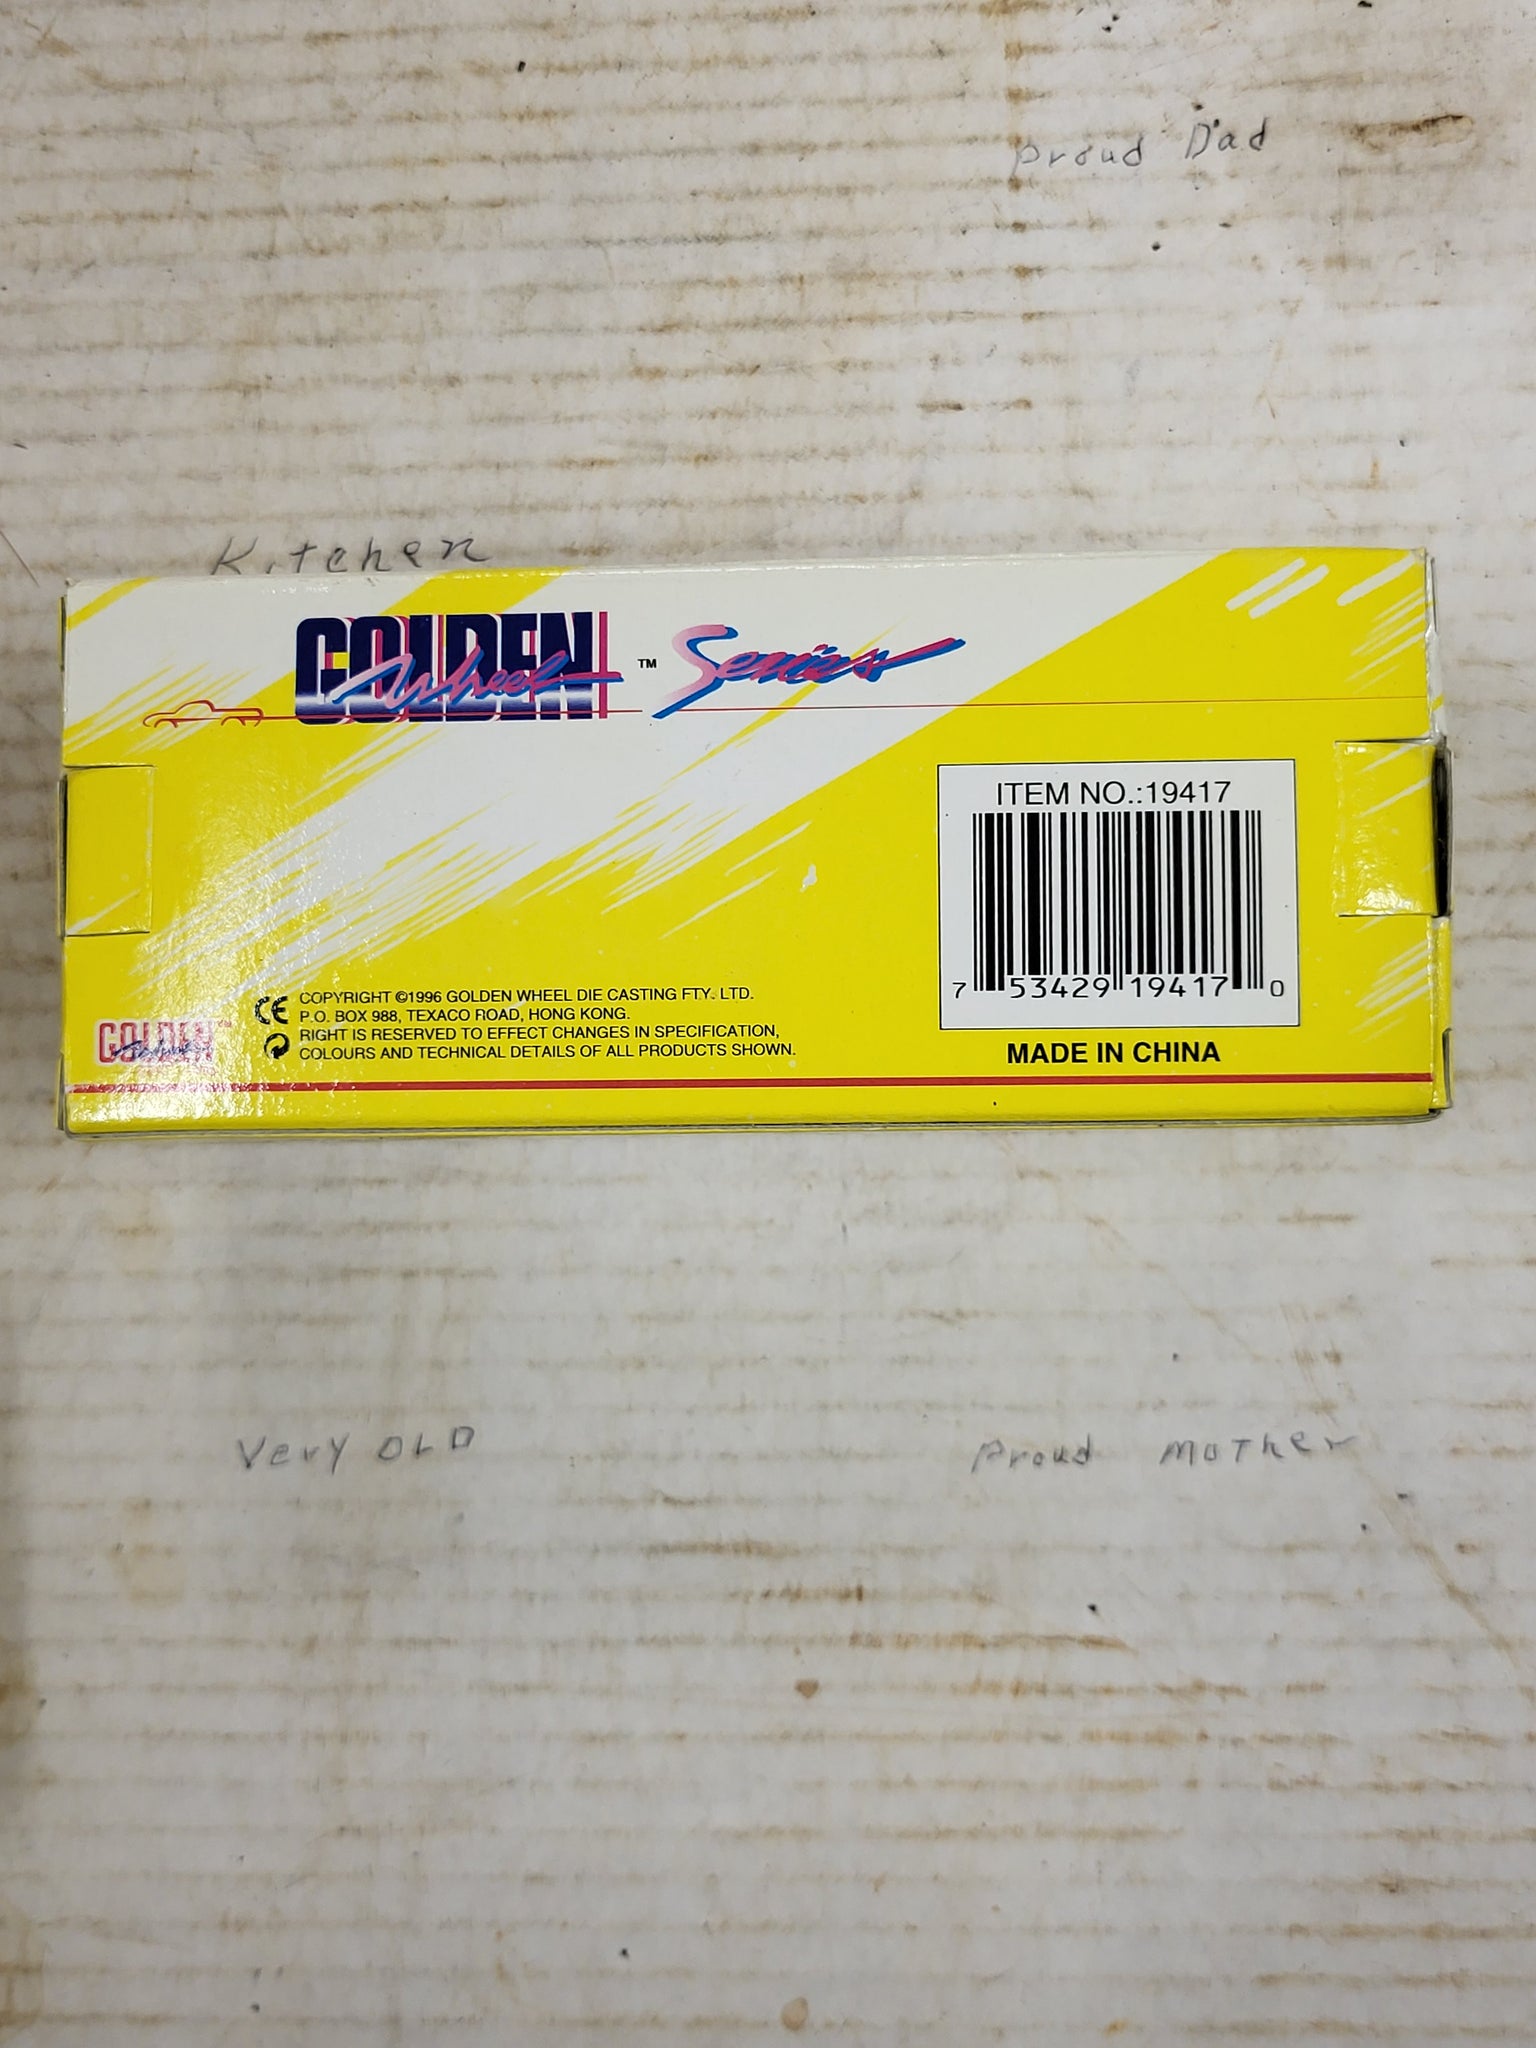 proud Dad
Kitchen
GOLDEN Wheel ™ Series
ITEM NO.:19417
7 53429 19417 0
MADE IN CHINA
CE COPYRIGHT ©1996 GOLDEN WHEEL DIE CASTING FTY. LTD.
P.O. BOX 988, TEXACO ROAD, HONG KONG.
RIGHT IS RESERVED TO EFFECT CHANGES IN SPECIFICATION,
COLOURS AND TECHNICAL DETAILS OF ALL PRODUCTS SHOWN.
GOLDEN Wheel
Very OLD
Proud MOTHer